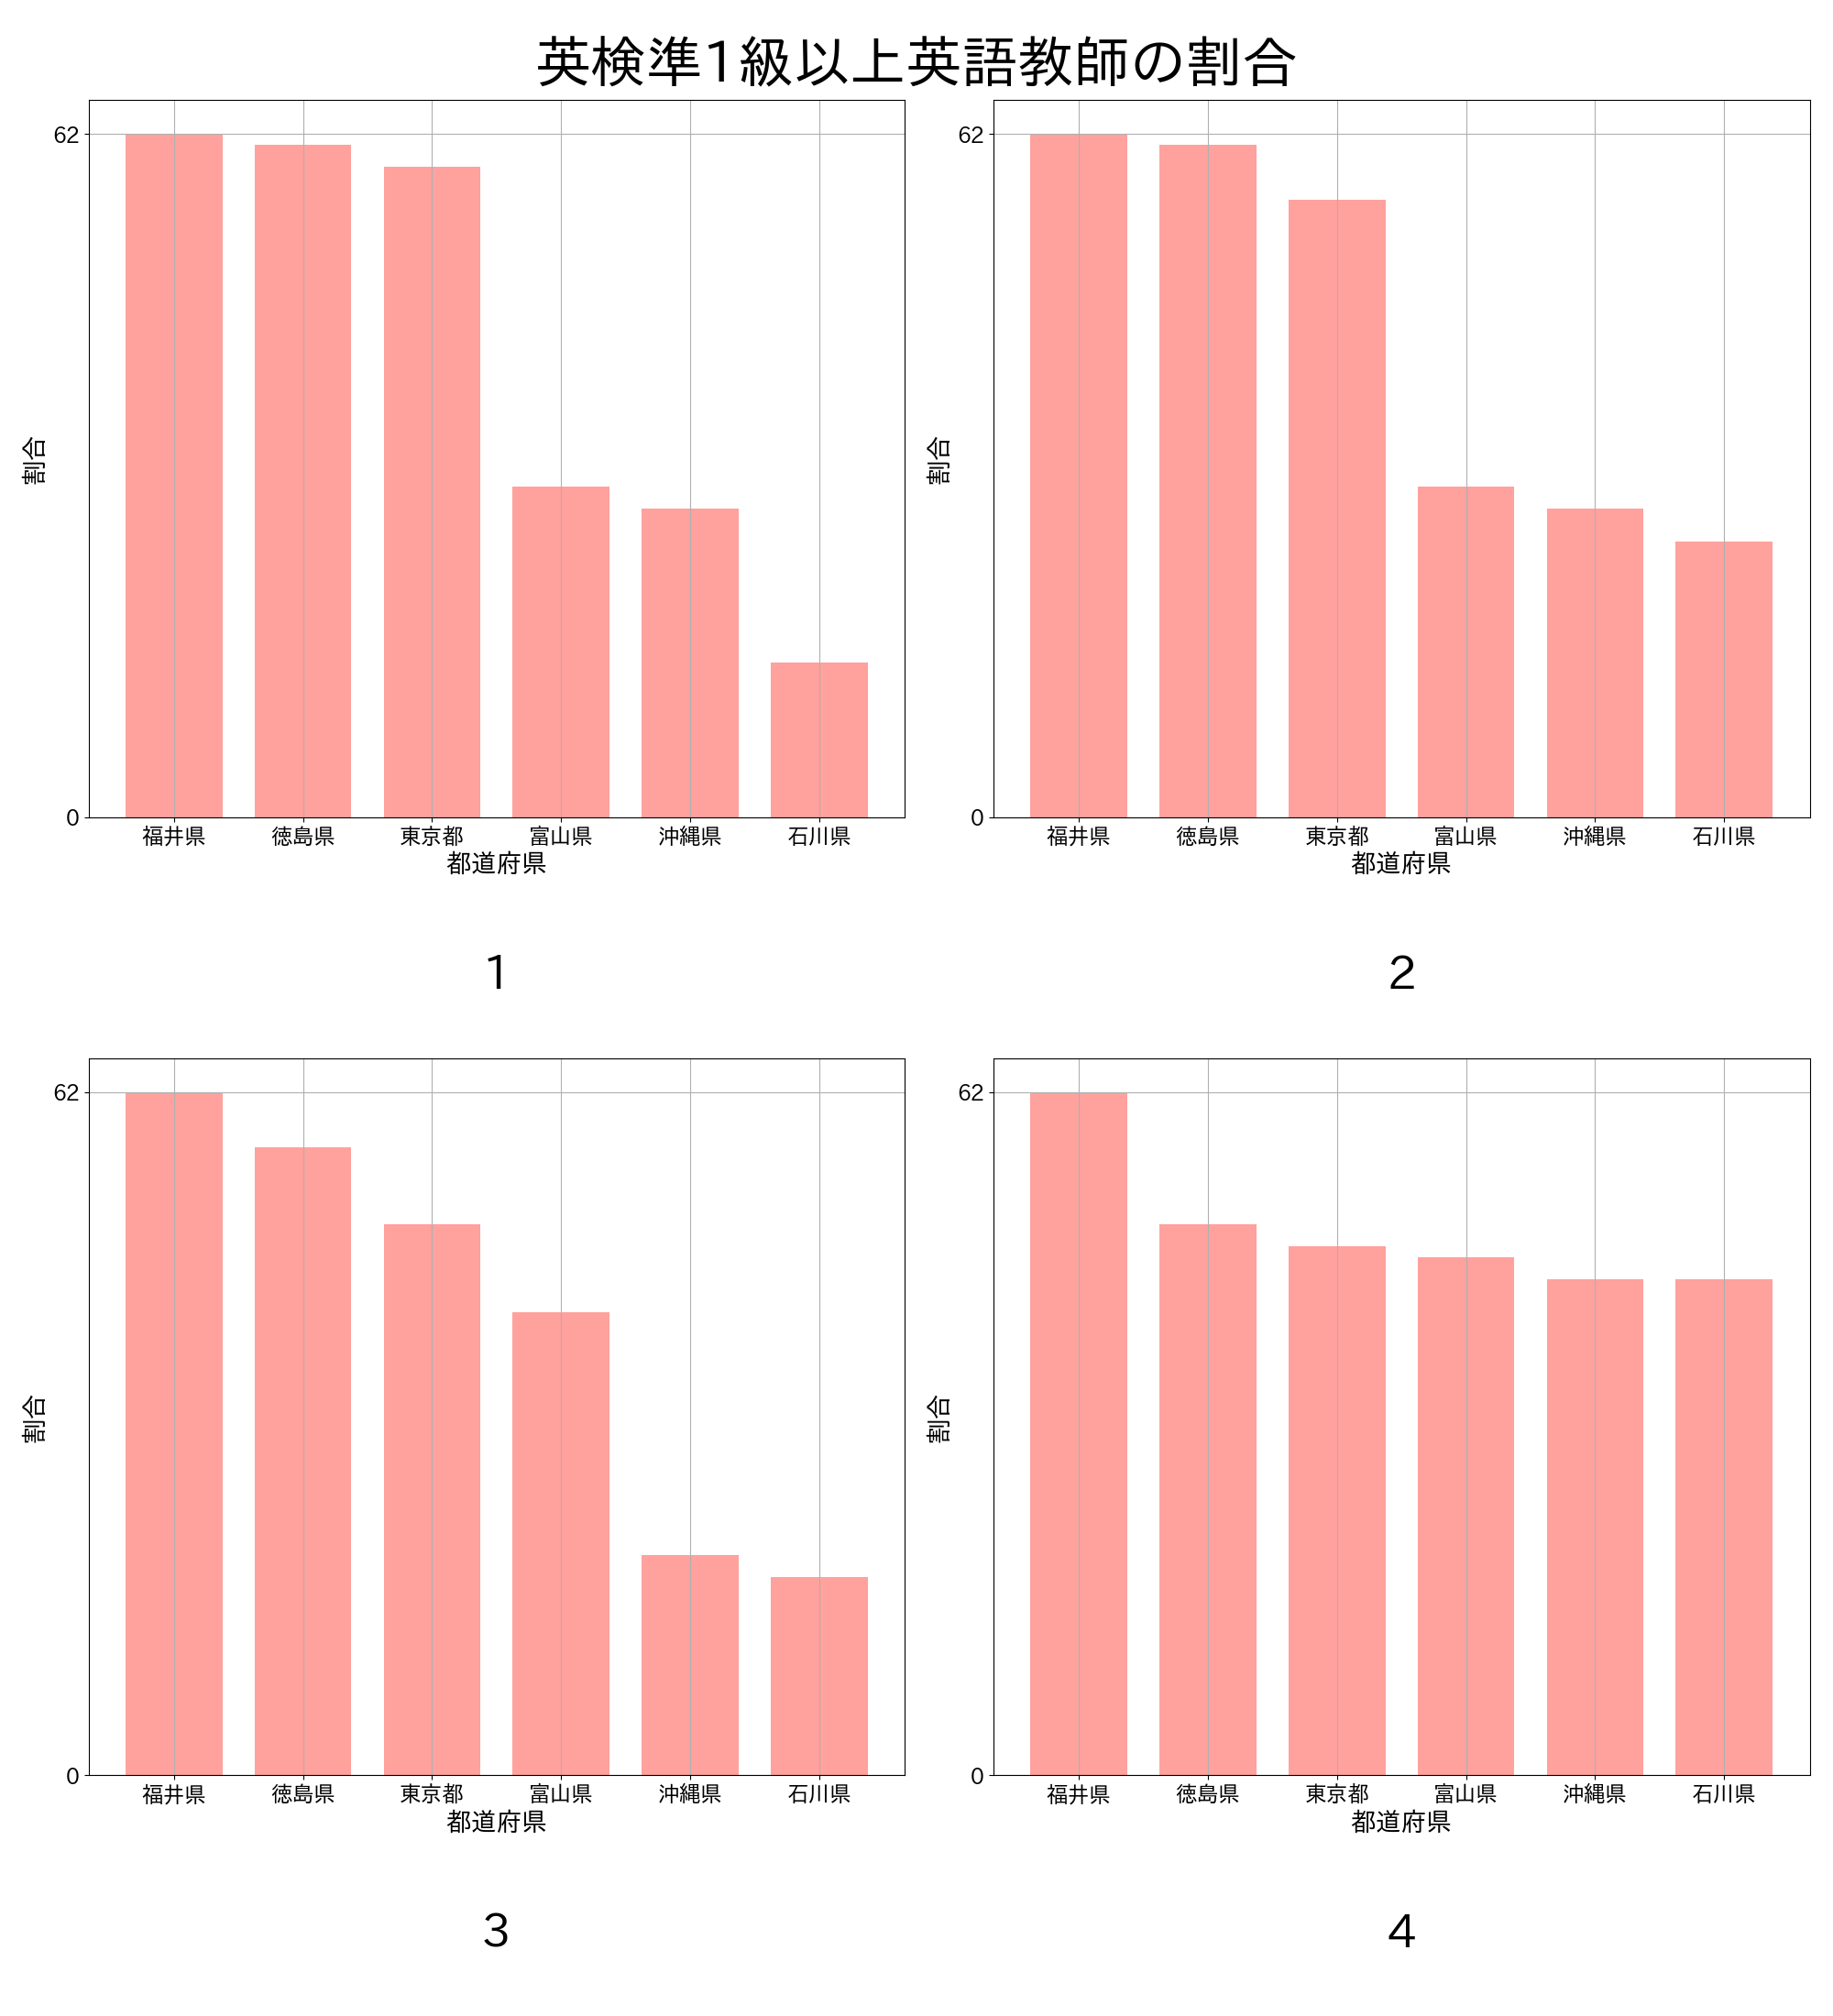 英検準1級以上英語教師の割合
62
割合
0
福井県 徳島県 東京都 富山県 沖縄県 石川県
都道府県
1
62
割合
0
福井県 徳島県 東京都 富山県 沖縄県 石川県
都道府県
2
62
割合
0
福井県 徳島県 東京都 富山県 沖縄県 石川県
都道府県
3
62
割合
0
福井県 徳島県 東京都 富山県 沖縄県 石川県
都道府県
4